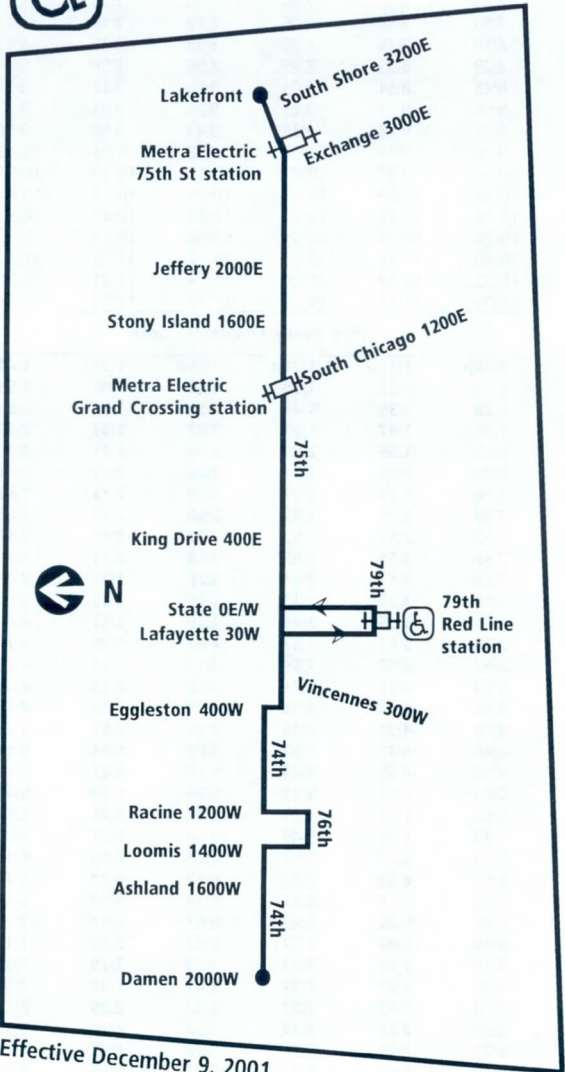 Lakefront
South Shore 3200E
Metra Electric
75th St station
Exchange 3000E
Jeffery 2000E
Stony Island 1600E
South Chicago 1200E
Metra Electric
Grand Crossing station
75th
King Drive 400E
N
79th
State 0E/W
Lafayette 30W
79th
Red Line
station
Vincennes 300W
Eggleston 400W
74th
Racine 1200W
76th
Loomis 1400W
Ashland 1600W
74th
Damen 2000W
Effective December 9, 2001